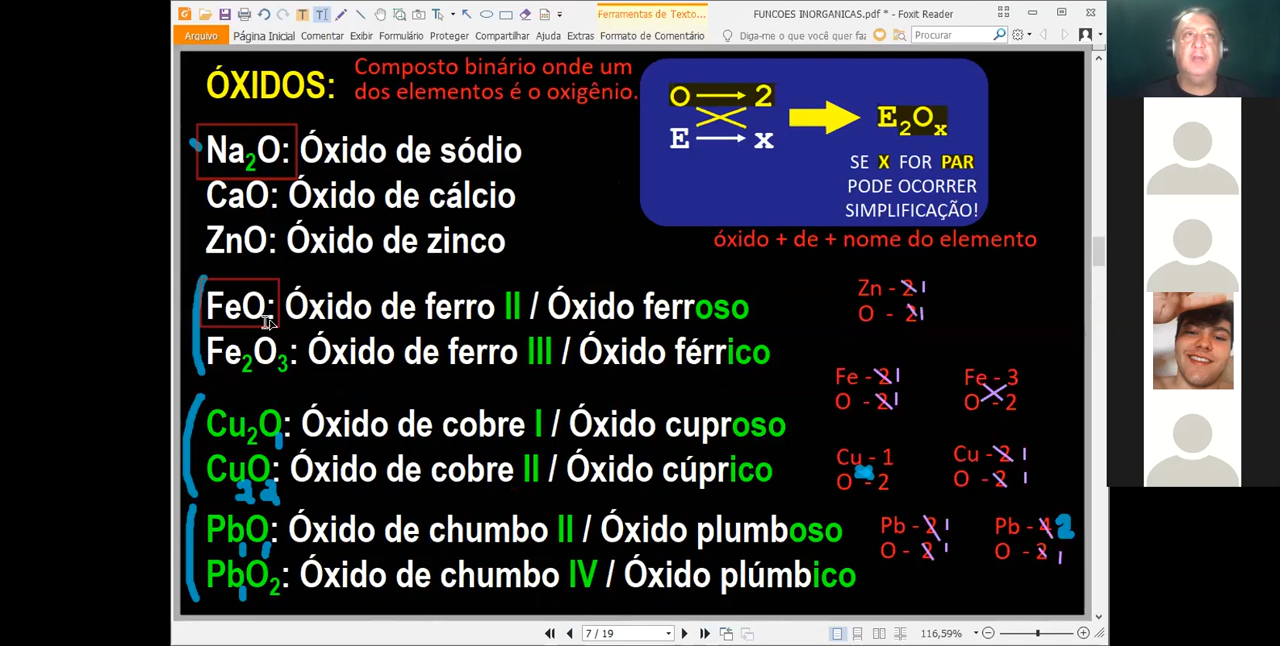 Ferramentas de Texto...
FUNCOES INORGANICAS.pdf * - Foxit Reader
Arquivo
Página Inicial
Comentar
Exibir
Formulário
Proteger
Compartilhar
Ajuda
Extras
Formato de Comentário
Diga-me o que você quer faz
Procurar
ÓXIDOS:
Composto binário onde um
dos elementos é o oxigênio.
O 2
E x
E₂Oₓ
SE X FOR PAR
PODE OCORRER
SIMPLIFICAÇÃO!
Na₂O: Óxido de sódio
CaO: Óxido de cálcio
ZnO: Óxido de zinco
óxido + de + nome do elemento
FeO: Óxido de ferro II / Óxido ferroso
Fe₂O₃: Óxido de ferro III / Óxido férrico
Cu₂O: Óxido de cobre I / Óxido cuproso
CuO: Óxido de cobre II / Óxido cúprico
PbO: Óxido de chumbo II / Óxido plumboso
PbO₂: Óxido de chumbo IV / Óxido plúmbico
Zn - 2 1
O - 2 1
Fe - 2 1
O - 2 1
Fe - 3
O - 2
Cu - 1
O - 2
Cu - 2 1
O - 2 1
Pb - 2 1
O - 2 1
Pb - 4 2
O - 2 1
7 / 19
116,59%